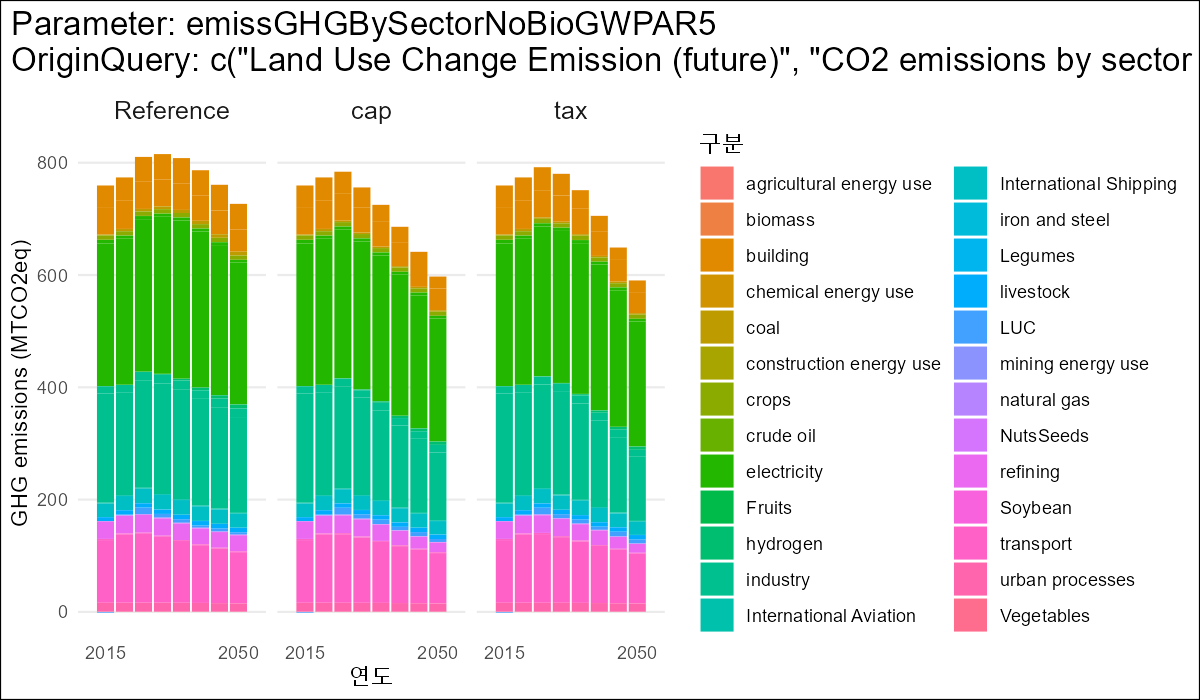 Parameter: emissGHGBySectorNoBioGWPAR5
OriginQuery: c("Land Use Change Emission (future)", "CO2 emissions by sector
Reference
cap
tax
GHG emissions (MTCO2eq)
800
600
400
200
0
2015
2050
2015
2050
2015
2050
연도
구분
agricultural energy use
biomass
building
chemical energy use
coal
construction energy use
crops
crude oil
electricity
Fruits
hydrogen
industry
International Aviation
International Shipping
iron and steel
Legumes
livestock
LUC
mining energy use
natural gas
NutsSeeds
refining
Soybean
transport
urban processes
Vegetables